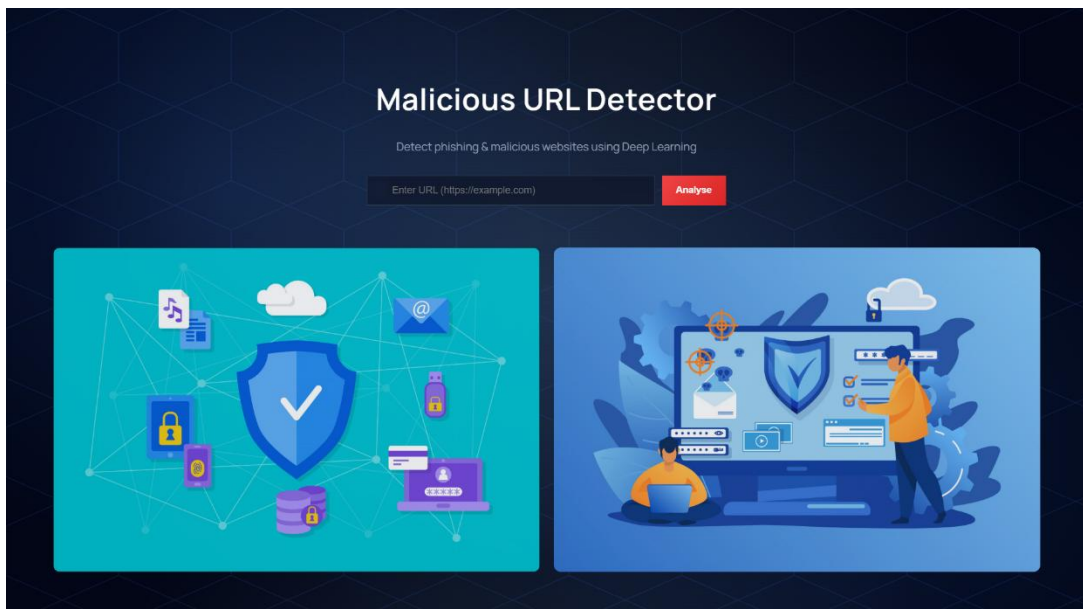 Malicious URL Detector
Detect phishing & malicious websites using Deep Learning
Enter URL (https://example.com)
Analyse
@
*****